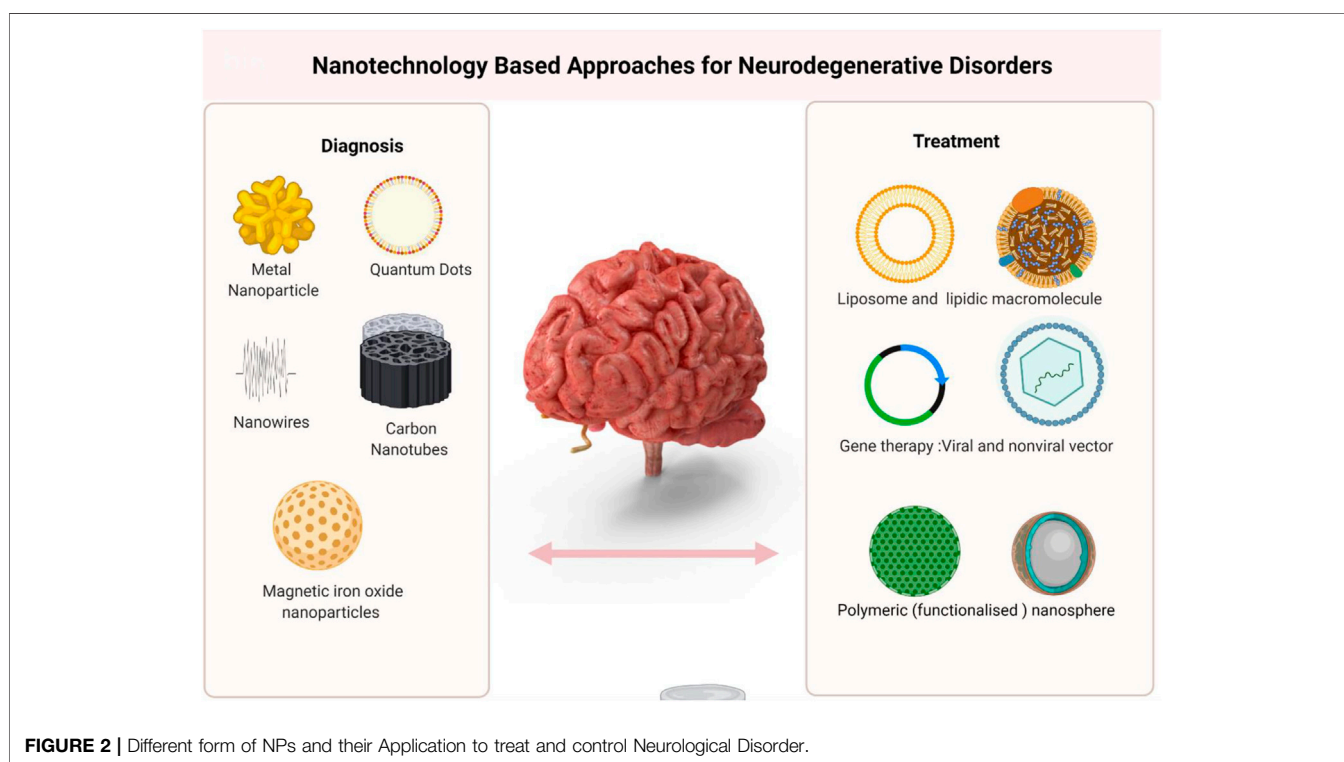 Nanotechnology Based Approaches for Neurodegenerative Disorders
Diagnosis
Metal
Nanoparticle
Quantum Dots
Nanowires
Carbon
Nanotubes
Magnetic iron oxide
nanoparticles
Treatment
Liposome and lipidic macromolecule
Gene therapy :Viral and nonviral vector
Polymeric (functionalised ) nanosphere
FIGURE 2 | Different form of NPs and their Application to treat and control Neurological Disorder.